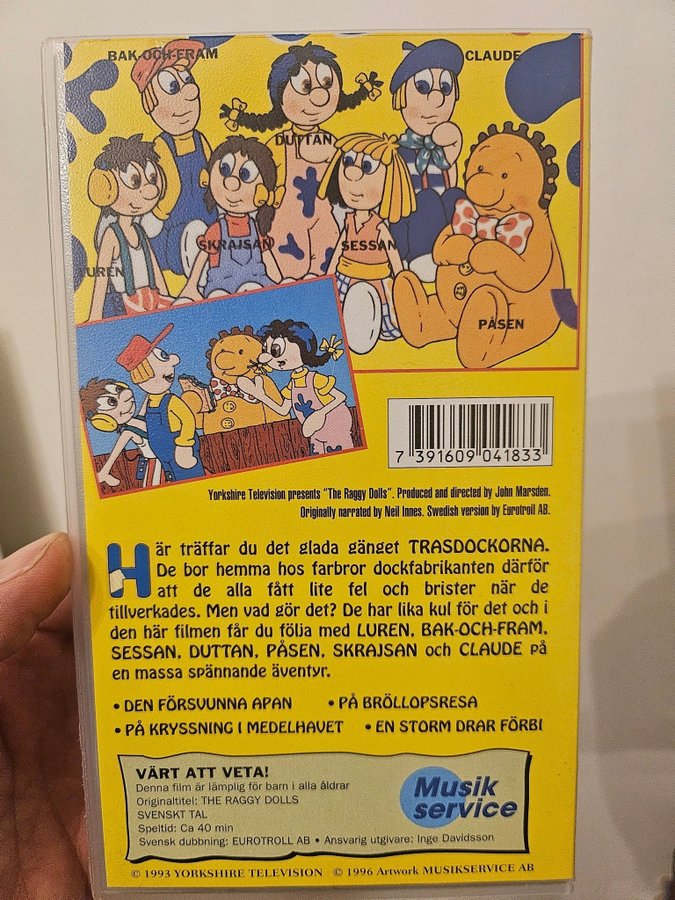 BAK-OCH-FRAM
CLAUDE
DUTTAN
SKRAJSAN
SESSAN
LUREN
PÅSEN
7 391609 041833
Yorkshire Television presents "The Raggy Dolls". Produced and directed by John Marsden.
Originally narrated by Neil Innes. Swedish version by Eurotroll AB.
Här träffar du det glada gänget TRASDOCKORNA.
De bor hemma hos farbror dockfabrikanten därför
att de alla fått lite fel och brister när de
tillverkades. Men vad gör det? De har lika kul för det och i
den här filmen får du följa med LUREN, BAK-OCH-FRAM,
SESSAN, DUTTAN, PÅSEN, SKRAJSAN och CLAUDE på
en massa spännande äventyr.
• DEN FÖRSVUNNA APAN • PÅ BRÖLLOPSRESA
• PÅ KRYSSNING I MEDELHAVET • EN STORM DRAR FÖRBI
VÄRT ATT VETA!
Denna film är lämplig för barn i alla åldrar
Originaltitel: THE RAGGY DOLLS
SVENSKT TAL
Speltid: Ca 40 min
Svensk dubbning: EUROTROLL AB • Ansvarig utgivare: Inge Davidsson
Musik
service
© 1993 YORKSHIRE TELEVISION © 1996 Artwork MUSIKSERVICE AB